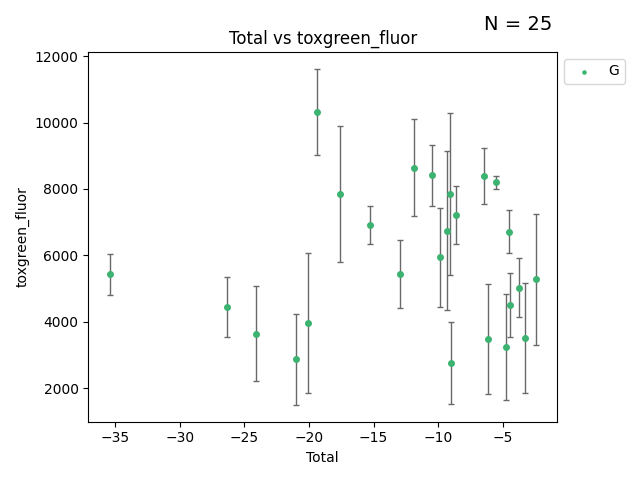 N = 25
Total vs toxgreen_fluor
G
12000
10000
8000
6000
4000
2000
toxgreen_fluor
−35 −30 −25 −20 −15 −10 −5
Total